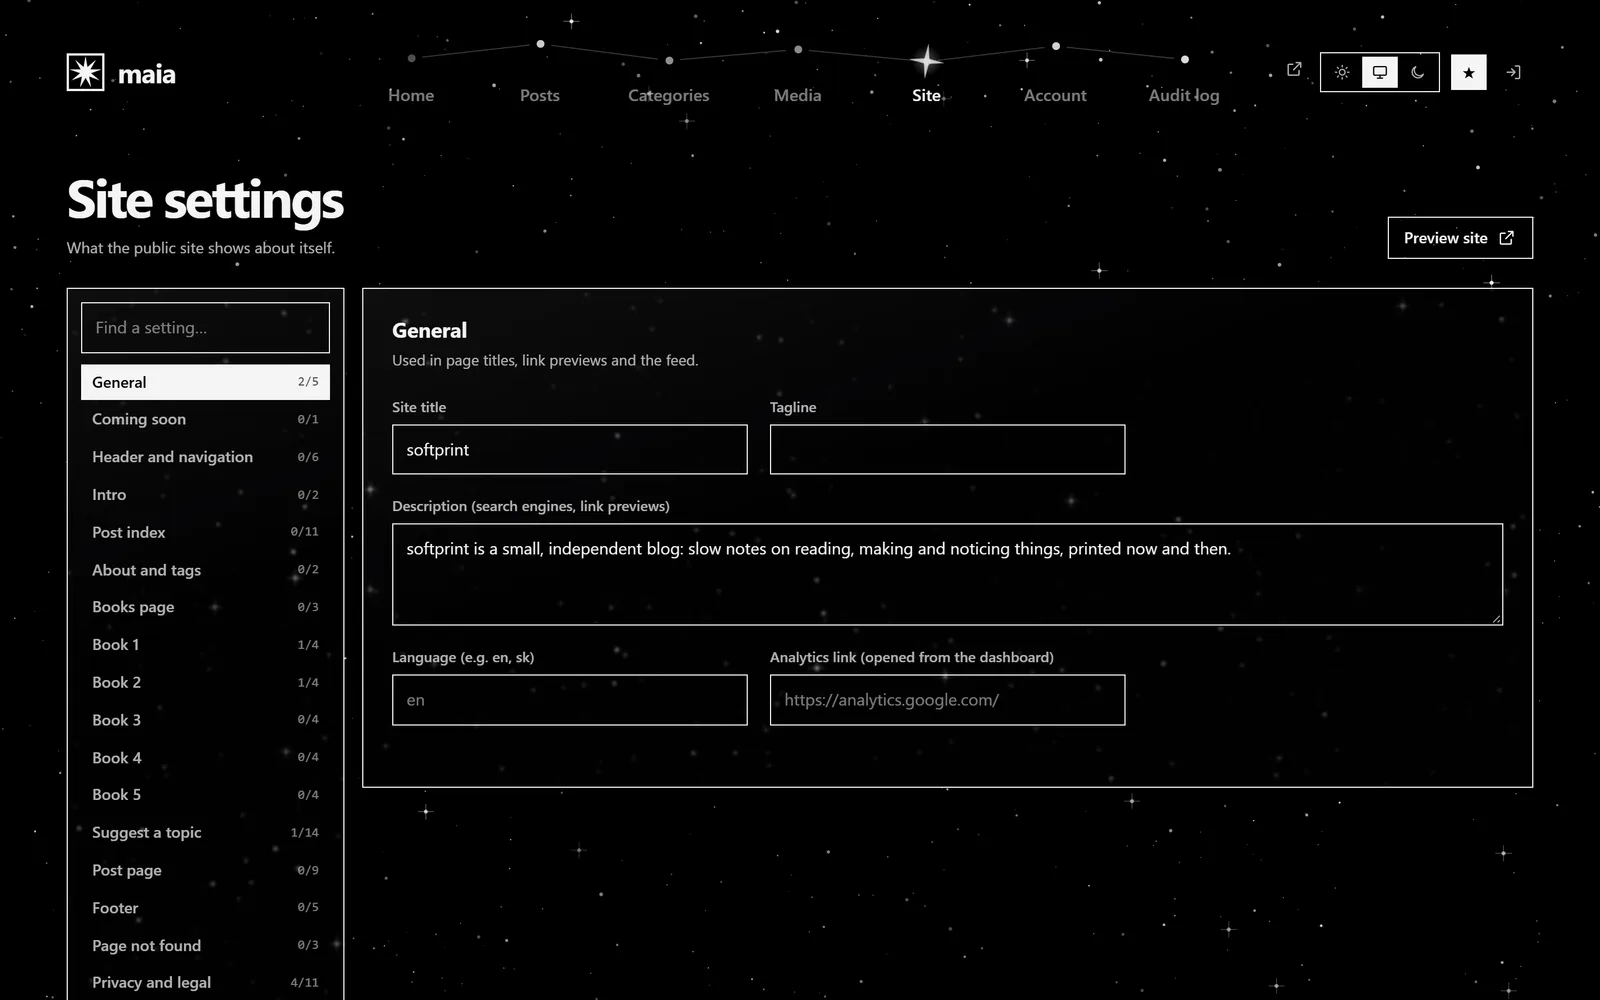 maia
Home
Posts
Categories
Media
Site
Account
Audit log
Site settings
What the public site shows about itself.
Preview site
Find a setting...
General 2/5
Coming soon 0/1
Header and navigation 0/6
Intro 0/2
Post index 0/11
About and tags 0/2
Books page 0/3
Book 1 1/4
Book 2 1/4
Book 3 0/4
Book 4 0/4
Book 5 0/4
Suggest a topic 1/14
Post page 0/9
Footer 0/5
Page not found 0/3
Privacy and legal 4/11
General
Used in page titles, link previews and the feed.
Site title
softprint
Tagline
Description (search engines, link previews)
softprint is a small, independent blog: slow notes on reading, making and noticing things, printed now and then.
Language (e.g. en, sk)
en
Analytics link (opened from the dashboard)
https://analytics.google.com/